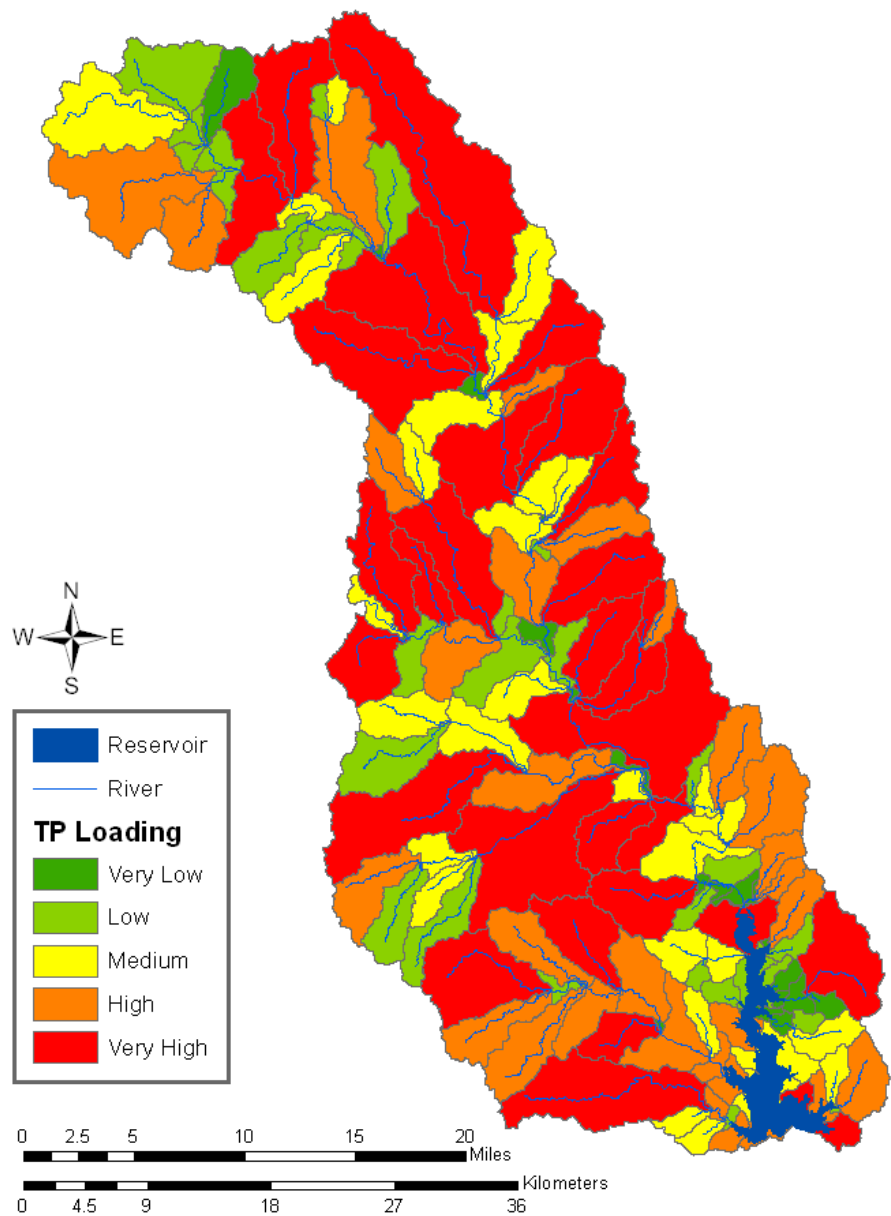 N
W E
S
Reservoir
River
TP Loading
Very Low
Low
Medium
High
Very High
0 2.5 5 10 15 20
Miles
Kilometers
0 4.5 9 18 27 36